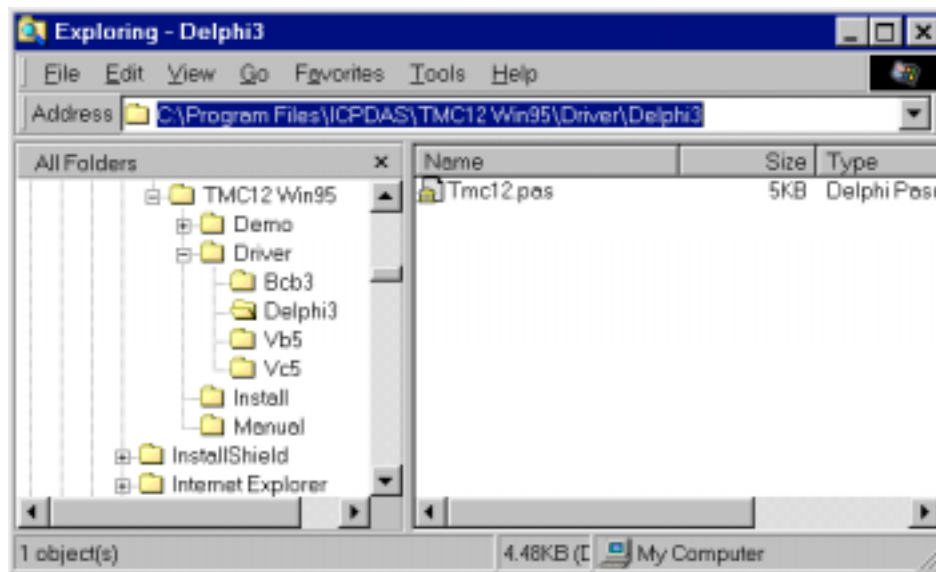 Exploring - Delphi3
File Edit View Go Favorites Tools Help
Address C:\Program Files\ICPDAS\TMC12 Win95\Driver\Delphi3
All Folders
Name Size Type
TMC12 Win95
Tmc12.pas 5KB Delphi Pasc
Demo
Driver
Bcb3
Delphi3
Vb5
Vc5
Install
Manual
InstallShield
Internet Explorer
1 object(s) 4.48KB (D My Computer